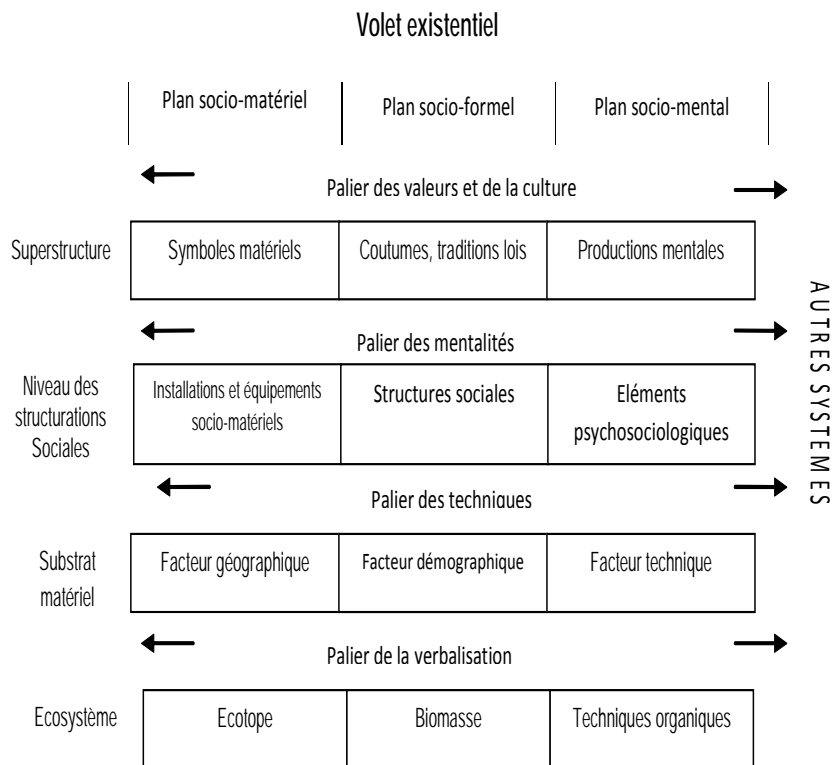 Volet existentiel
Plan socio-matériel
Plan socio-formel
Plan socio-mental
Palier des valeurs et de la culture
Superstructure
Symboles matériels
Coutumes, traditions lois
Productions mentales
Palier des mentalités
Niveau des
structurations
Sociales
Installations et équipements
socio-matériels
Structures sociales
Eléments
psychosociologiques
Palier des techniques
Substrat
matériel
Facteur géographique
Facteur démographique
Facteur technique
Palier de la verbalisation
Ecosystème
Ecotope
Biomasse
Techniques organiques
AUTRES SYSTEMES